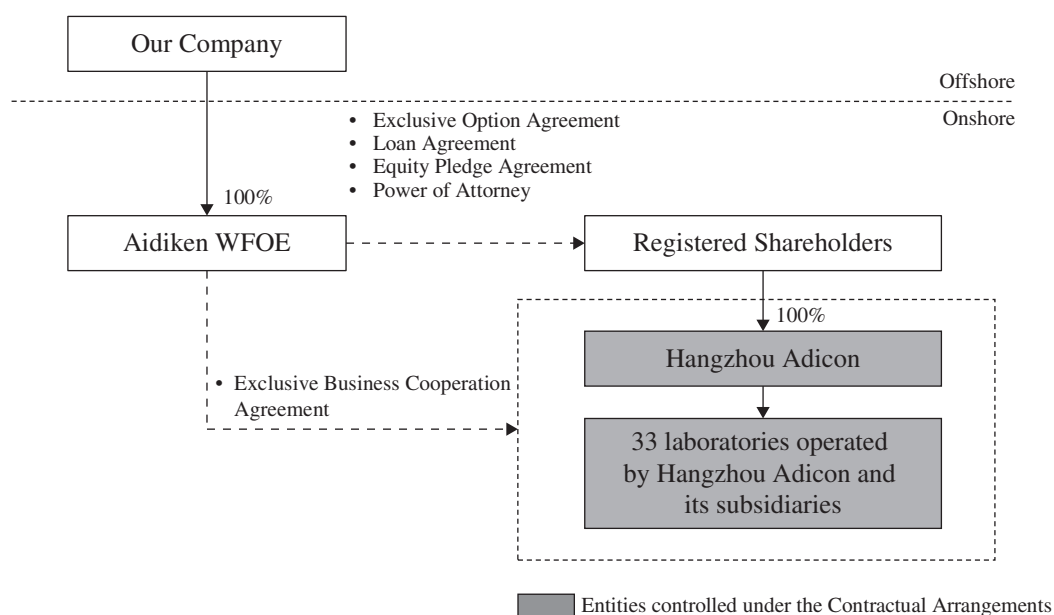 Our Company
Offshore
Onshore
• Exclusive Option Agreement
• Loan Agreement
• Equity Pledge Agreement
• Power of Attorney
100%
Aidiken WFOE
Registered Shareholders
100%
Hangzhou Adicon
• Exclusive Business Cooperation
Agreement
33 laboratories operated
by Hangzhou Adicon and
its subsidiaries
Entities controlled under the Contractual Arrangements